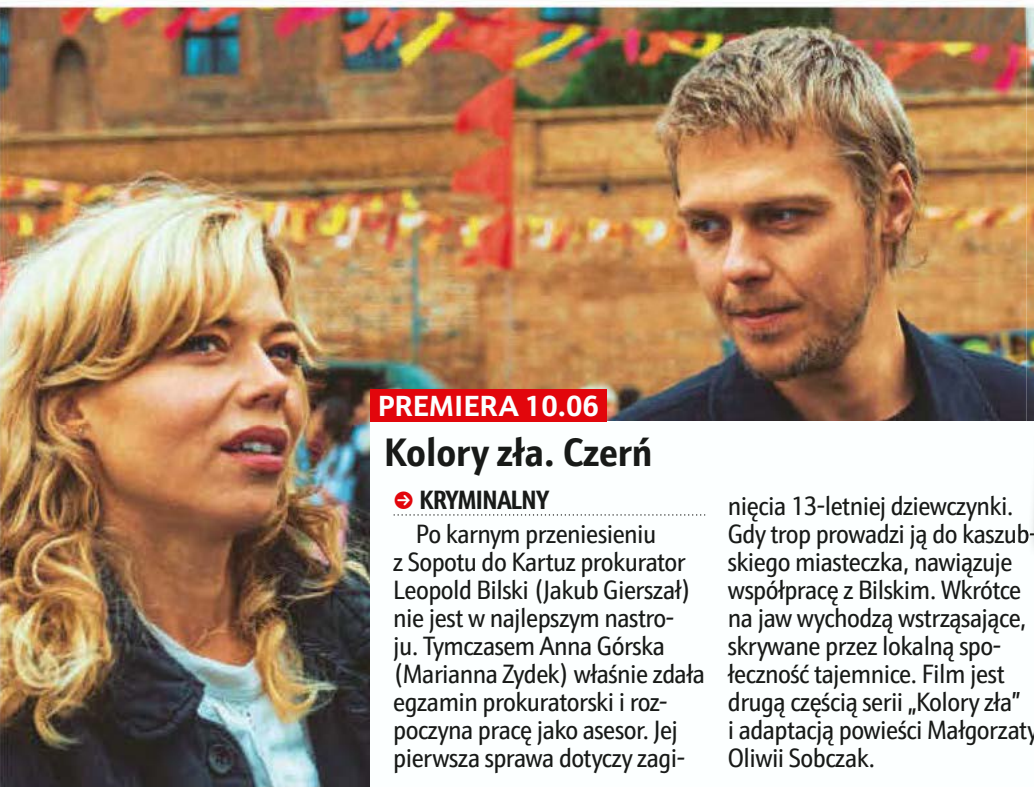 PREMIERA 10.06
Kolory zła. Czerń
KRYMINALNY
Po karnym przeniesieniu
z Sopotu do Kartuz prokurator
Leopold Bilski (Jakub Gierszał)
nie jest w najlepszym nastro-
ju. Tymczasem Anna Górska
(Marianna Zydek) właśnie zdała
egzamin prokuratorski i roz-
poczyna pracę jako asesor. Jej
pierwsza sprawa dotyczy zagi-
nięcia 13-letniej dziewczynki.
Gdy trop prowadzi ją do kaszub-
skiego miasteczka, nawiązuje
współpracę z Bilskim. Wkrótce
na jaw wychodzą wstrząsające,
skrywane przez lokalną spo-
łeczność tajemnice. Film jest
drugą częścią serii „Kolory zła”
i adaptacją powieści Małgorzaty
Oliwii Sobczak.